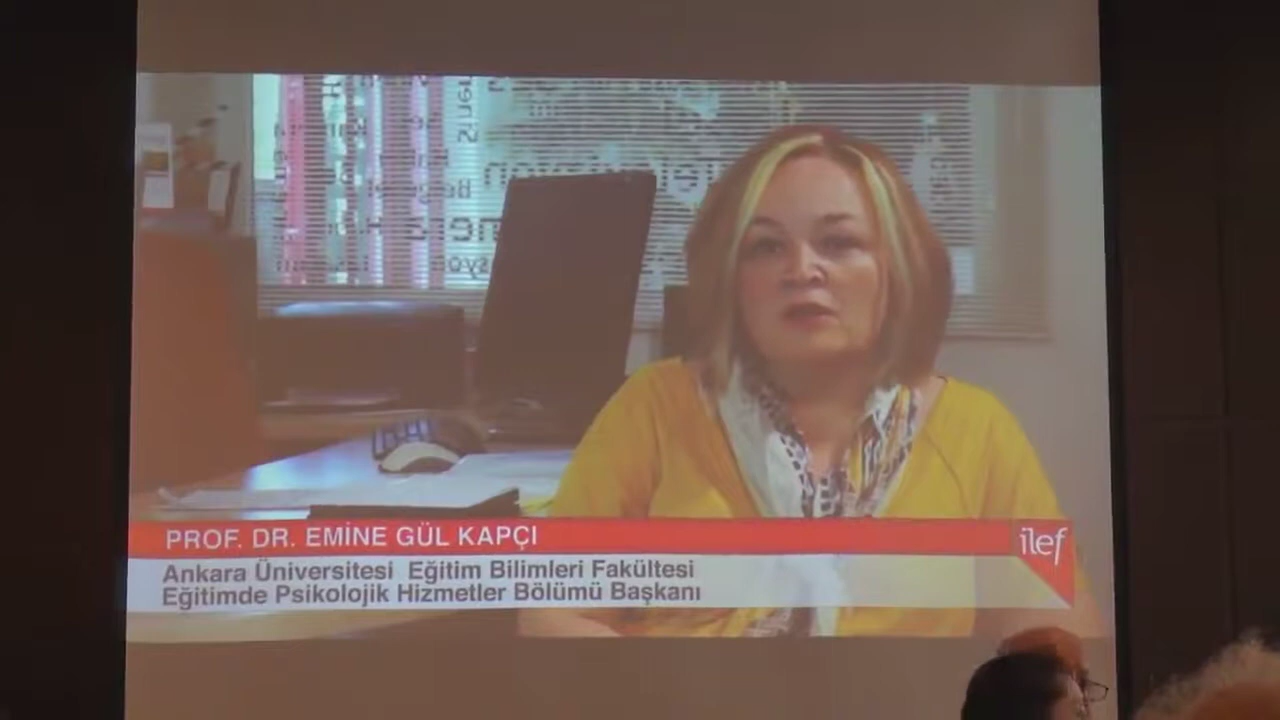 PROF. DR. EMİNE GÜL KAPÇI
ilef
Ankara Üniversitesi Eğitim Bilimleri Fakültesi
Eğitimde Psikolojik Hizmetler Bölümü Başkanı